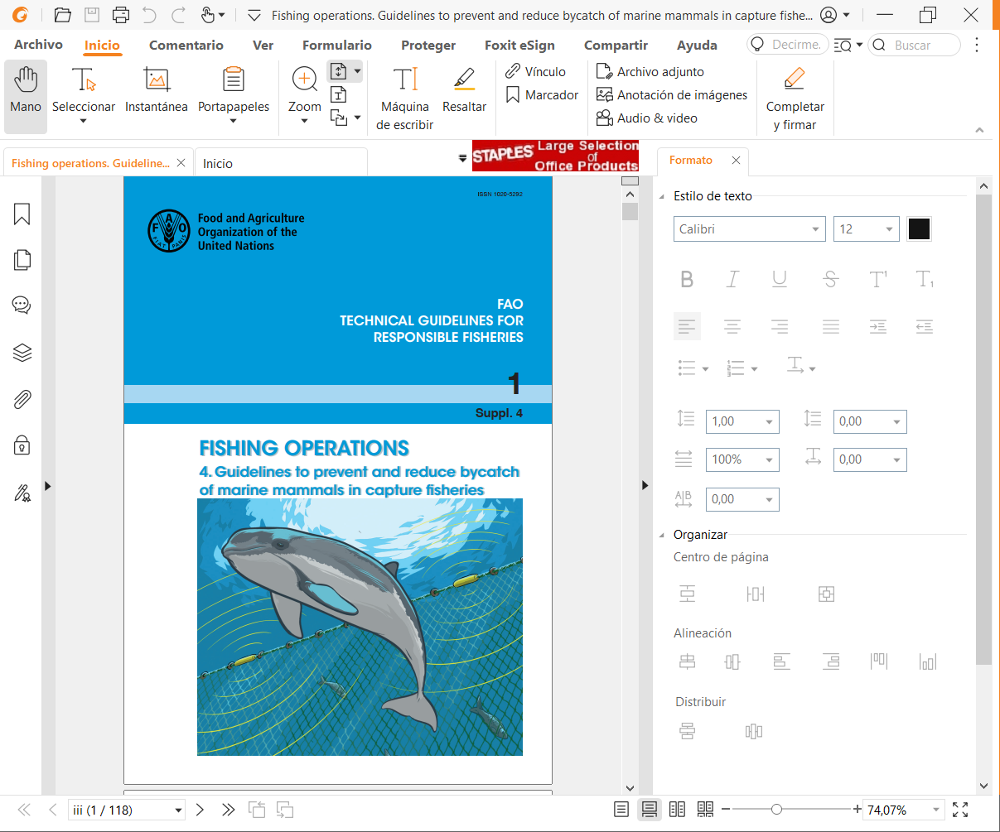 Fishing operations. Guidelines to prevent and reduce bycatch of marine mammals in capture fishe...
Archivo
Inicio
Comentario
Ver
Formulario
Proteger
Foxit eSign
Compartir
Ayuda
Decirme.
Buscar
Mano
Seleccionar
Instantánea
Portapapeles
Zoom
Máquina
de escribir
Resaltar
Vínculo
Marcador
Archivo adjunto
Anotación de imágenes
Audio & video
Completar
y firmar
Fishing operations. Guideline...
Inicio
STAPLES
Large Selection
of
Office Products
Formato
ISSN 1020-5292
FAO
FIAT PANIS
Food and Agriculture
Organization of the
United Nations
FAO
TECHNICAL GUIDELINES FOR
RESPONSIBLE FISHERIES
1
Suppl. 4
FISHING OPERATIONS
4. Guidelines to prevent and reduce bycatch
of marine mammals in capture fisheries
Estilo de texto
Calibri
12
1,00
0,00
100%
0,00
0,00
Organizar
Centro de página
Alineación
Distribuir
iii (1 / 118)
74,07%